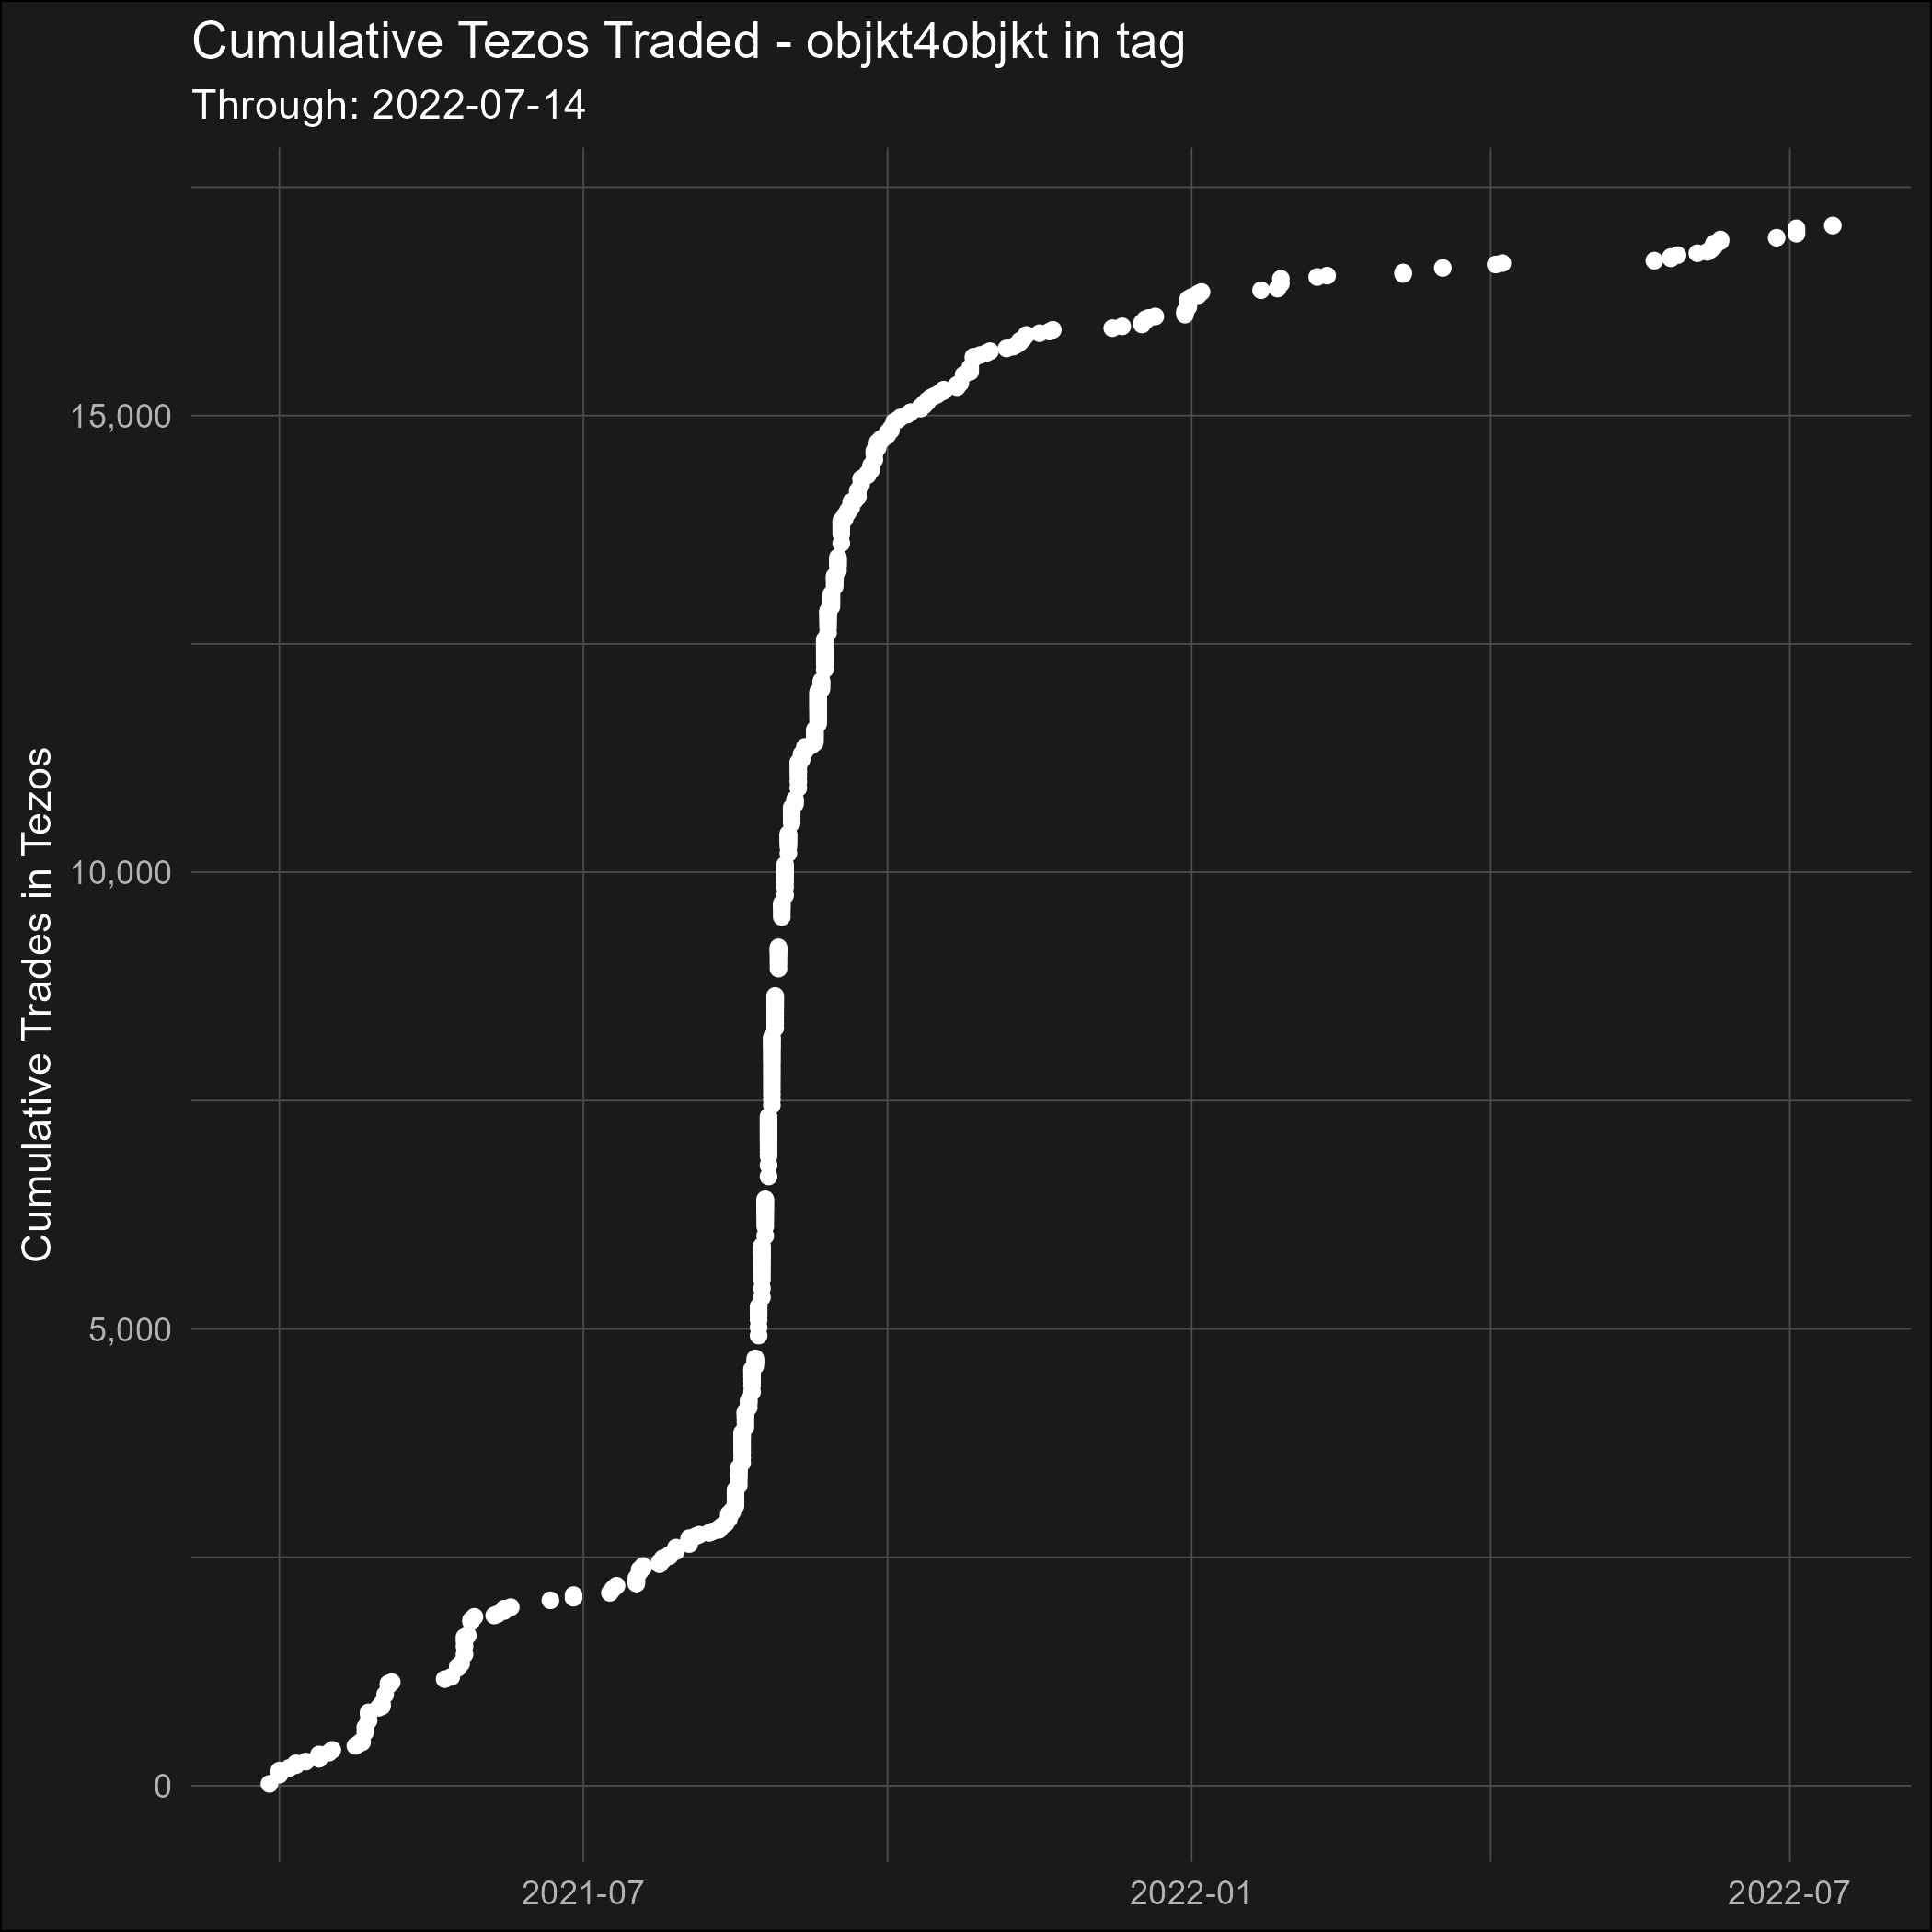 Cumulative Tezos Traded - objkt4objkt in tag
Through: 2022-07-14
Cumulative Trades in Tezos
15,000
10,000
5,000
0
2021-07
2022-01
2022-07